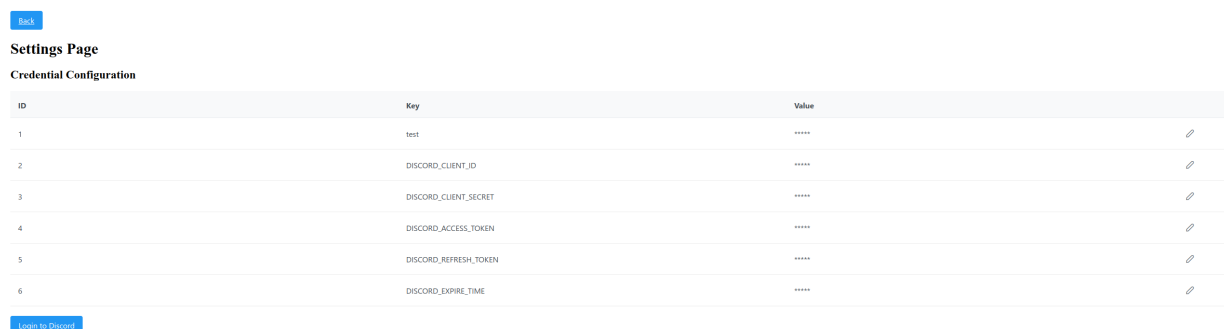 Back
Settings Page
Credential Configuration
ID Key Value
1 test *****
2 DISCORD_CLIENT_ID *****
3 DISCORD_CLIENT_SECRET *****
4 DISCORD_ACCESS_TOKEN *****
5 DISCORD_REFRESH_TOKEN *****
6 DISCORD_EXPIRE_TIME *****
Login to Discord